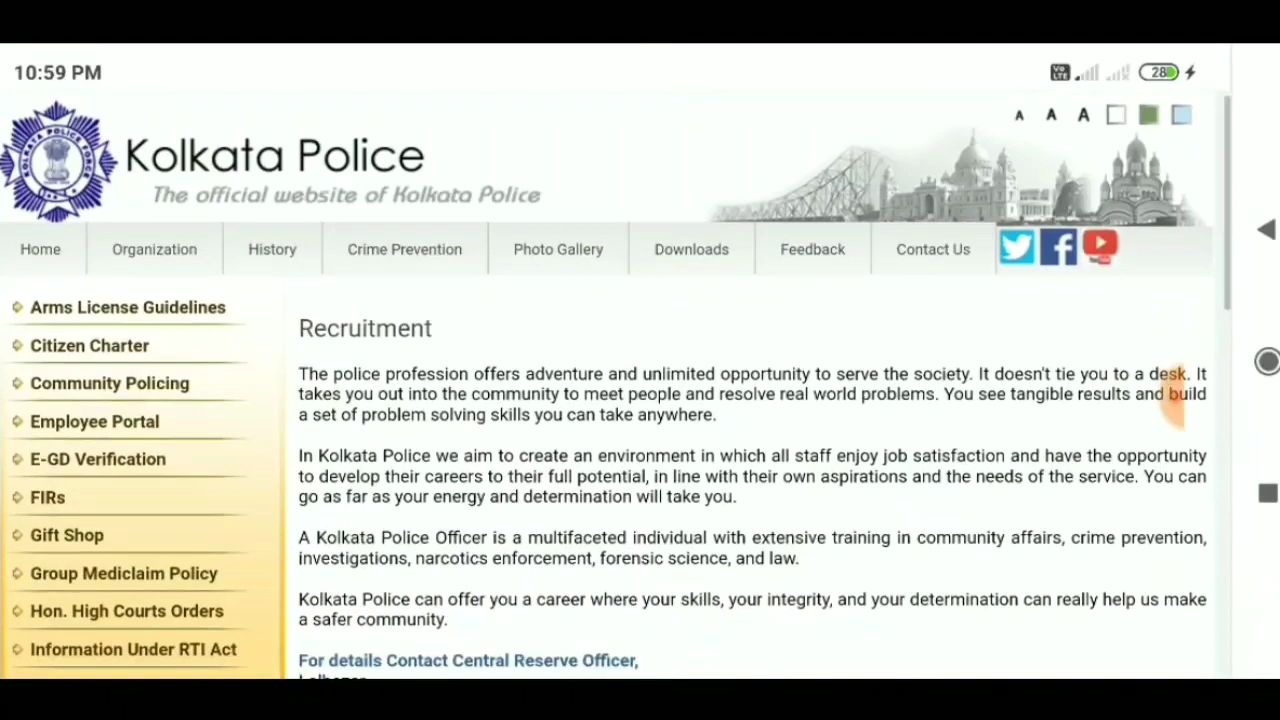 10:59 PM
Vo LTE
28
KOLKATA POLICE FORCE
Kolkata Police
The official website of Kolkata Police
A A A
Home Organization History Crime Prevention Photo Gallery Downloads Feedback Contact Us
Arms License Guidelines
Citizen Charter
Community Policing
Employee Portal
E-GD Verification
FIRs
Gift Shop
Group Mediclaim Policy
Hon. High Courts Orders
Information Under RTI Act
Recruitment
The police profession offers adventure and unlimited opportunity to serve the society. It doesn't tie you to a desk. It
takes you out into the community to meet people and resolve real world problems. You see tangible results and build
a set of problem solving skills you can take anywhere.
In Kolkata Police we aim to create an environment in which all staff enjoy job satisfaction and have the opportunity
to develop their careers to their full potential, in line with their own aspirations and the needs of the service. You can
go as far as your energy and determination will take you.
A Kolkata Police Officer is a multifaceted individual with extensive training in community affairs, crime prevention,
investigations, narcotics enforcement, forensic science, and law.
Kolkata Police can offer you a career where your skills, your integrity, and your determination can really help us make
a safer community.
For details Contact Central Reserve Officer,